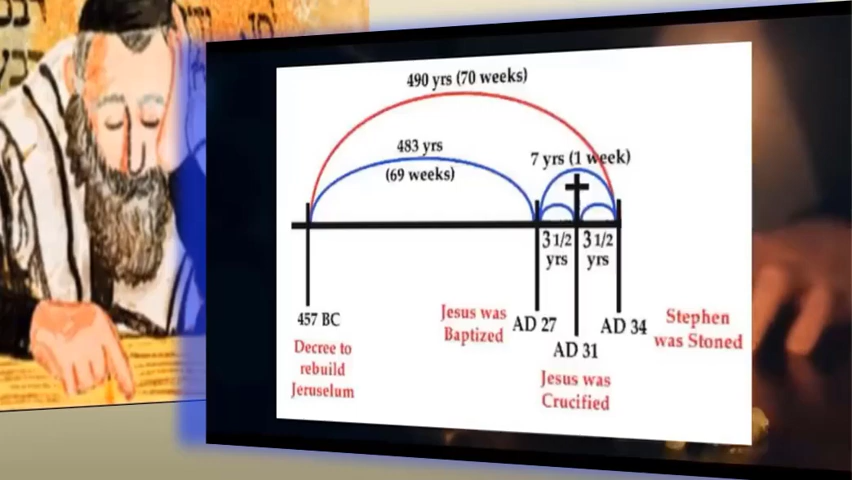 490 yrs (70 weeks)
483 yrs
(69 weeks)
7 yrs (1 week)
3 1/2
yrs
3 1/2
yrs
457 BC
Decree to
rebuild
Jeruselum
Jesus was
Baptized
AD 27
AD 31
Jesus was
Crucified
AD 34
Stephen
was Stoned